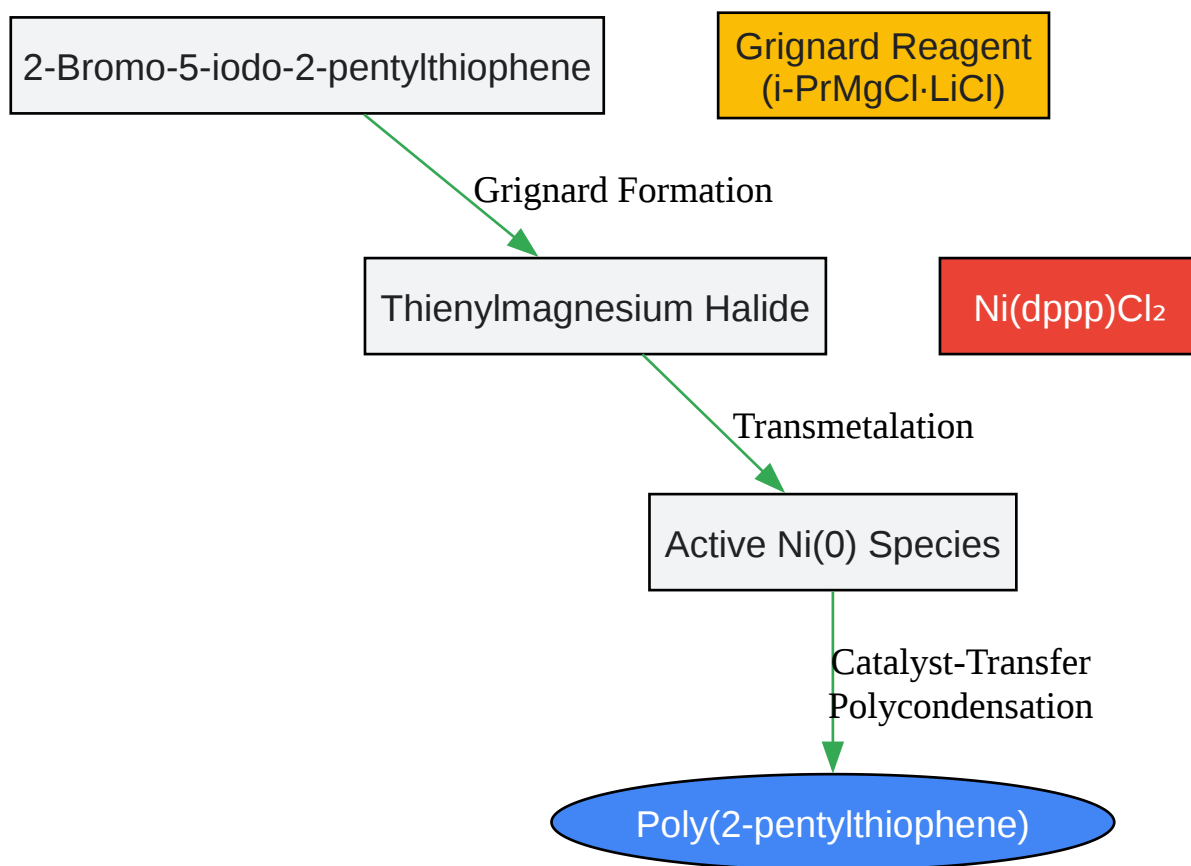 2-Bromo-5-iodo-2-pentylthiophene
Grignard Reagent
(i-PrMgCl·LiCl)
Grignard Formation
Thienylmagnesium Halide
Ni(dppp)Cl₂
Transmetalation
Active Ni(0) Species
Catalyst-Transfer
Polycondensation
Poly(2-pentylthiophene)